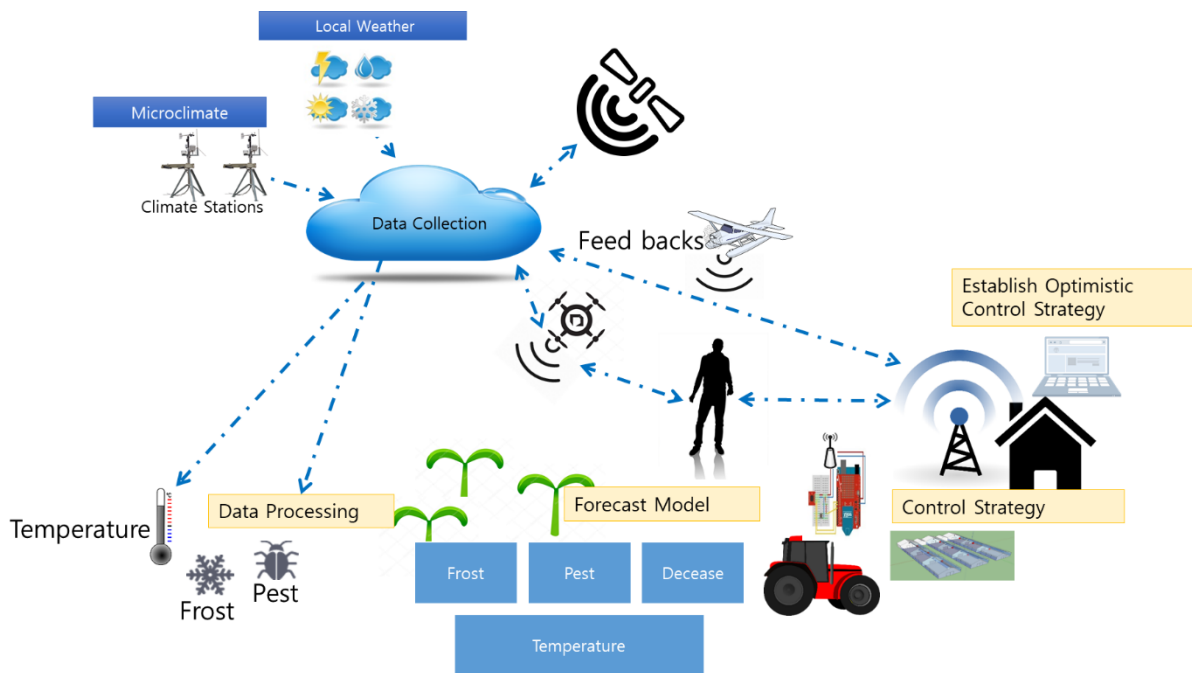 Local Weather
Microclimate
Climate Stations
Data Collection
Feed backs
Establish Optimistic
Control Strategy
Temperature
Data Processing
Forecast Model
Control Strategy
Frost
Pest
Frost
Pest
Decease
Temperature